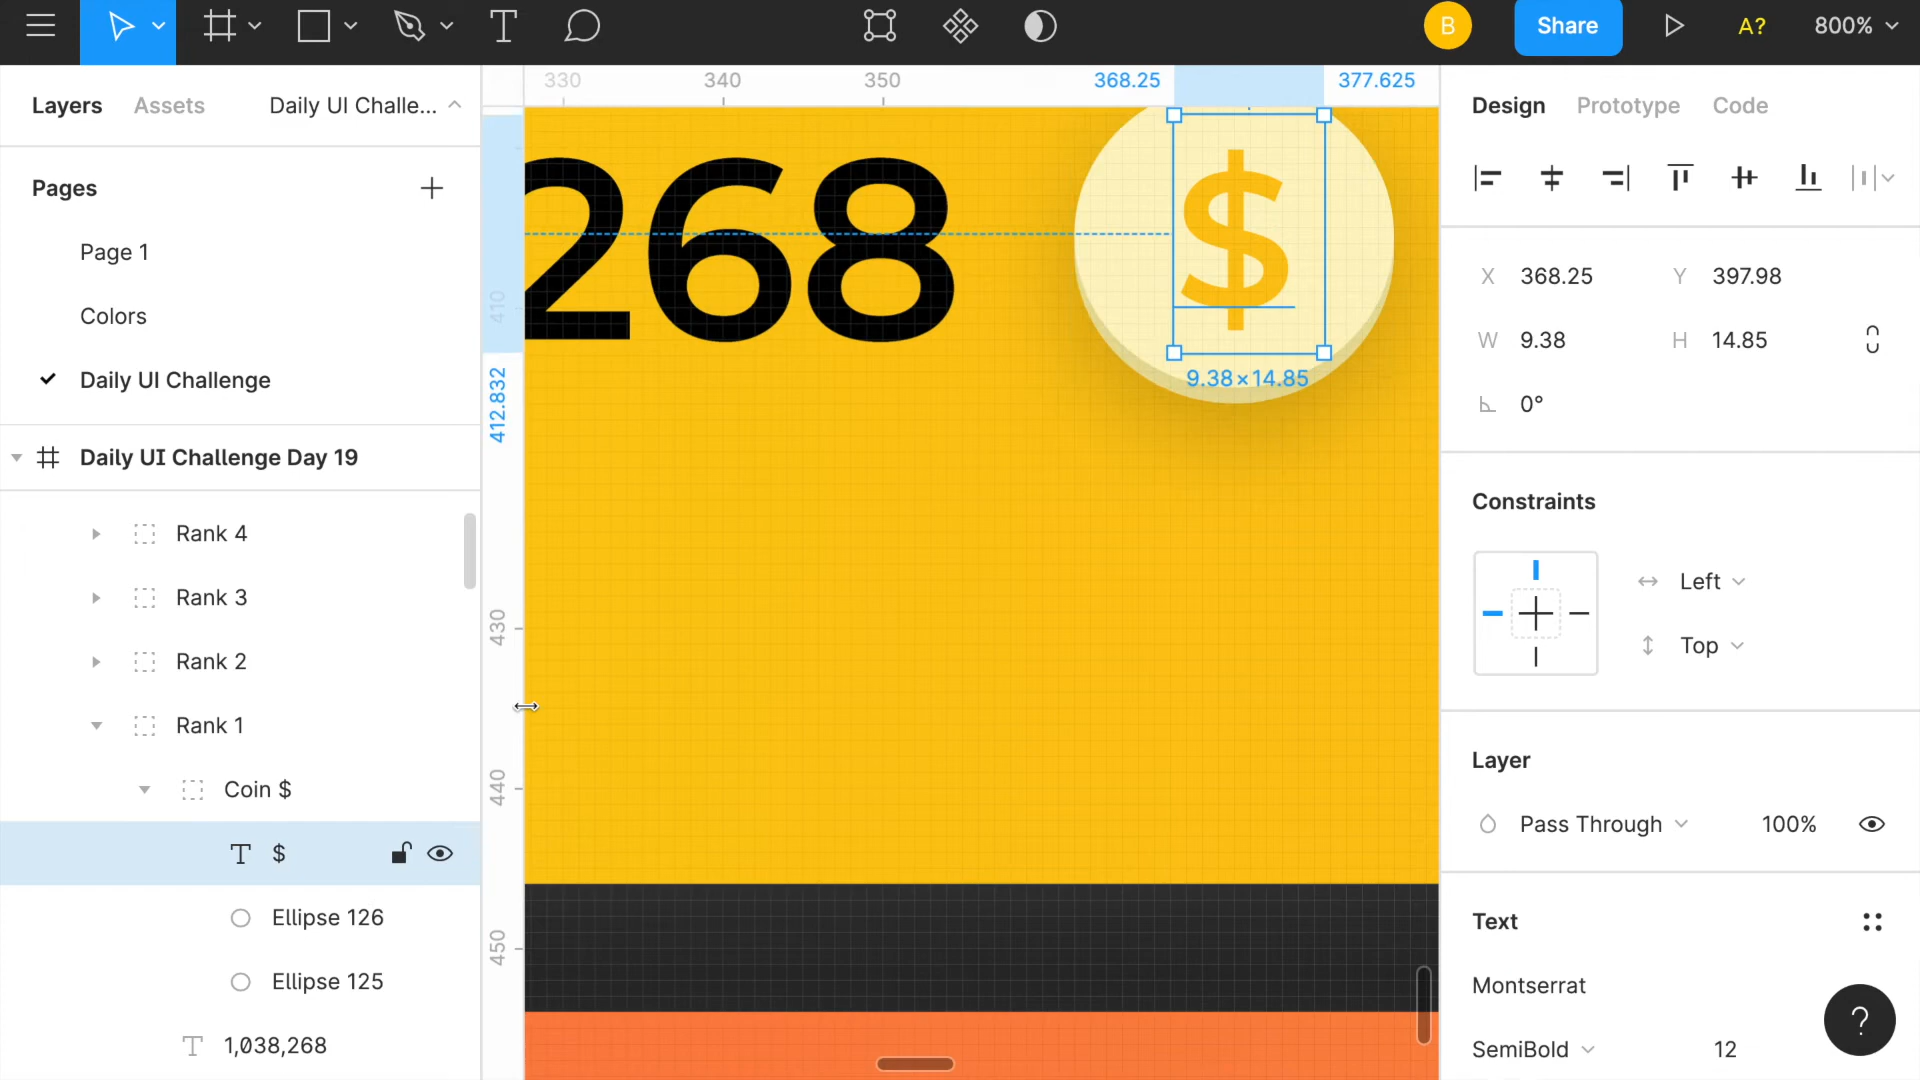 B
Share
A?
800%
Layers
Assets
Daily UI Challe...
330
340
350
368.25
377.625
Design
Prototype
Code
Pages
Page 1
Colors
Daily UI Challenge
Daily UI Challenge Day 19
Rank 4
Rank 3
Rank 2
Rank 1
Coin $
T $
Ellipse 126
Ellipse 125
1,038,268
410
412.832
430
440
450
268
$
9.38×14.85
X 368.25
Y 397.98
W 9.38
H 14.85
0°
Constraints
Left
Top
Layer
Pass Through
100%
Text
Montserrat
SemiBold
12
?